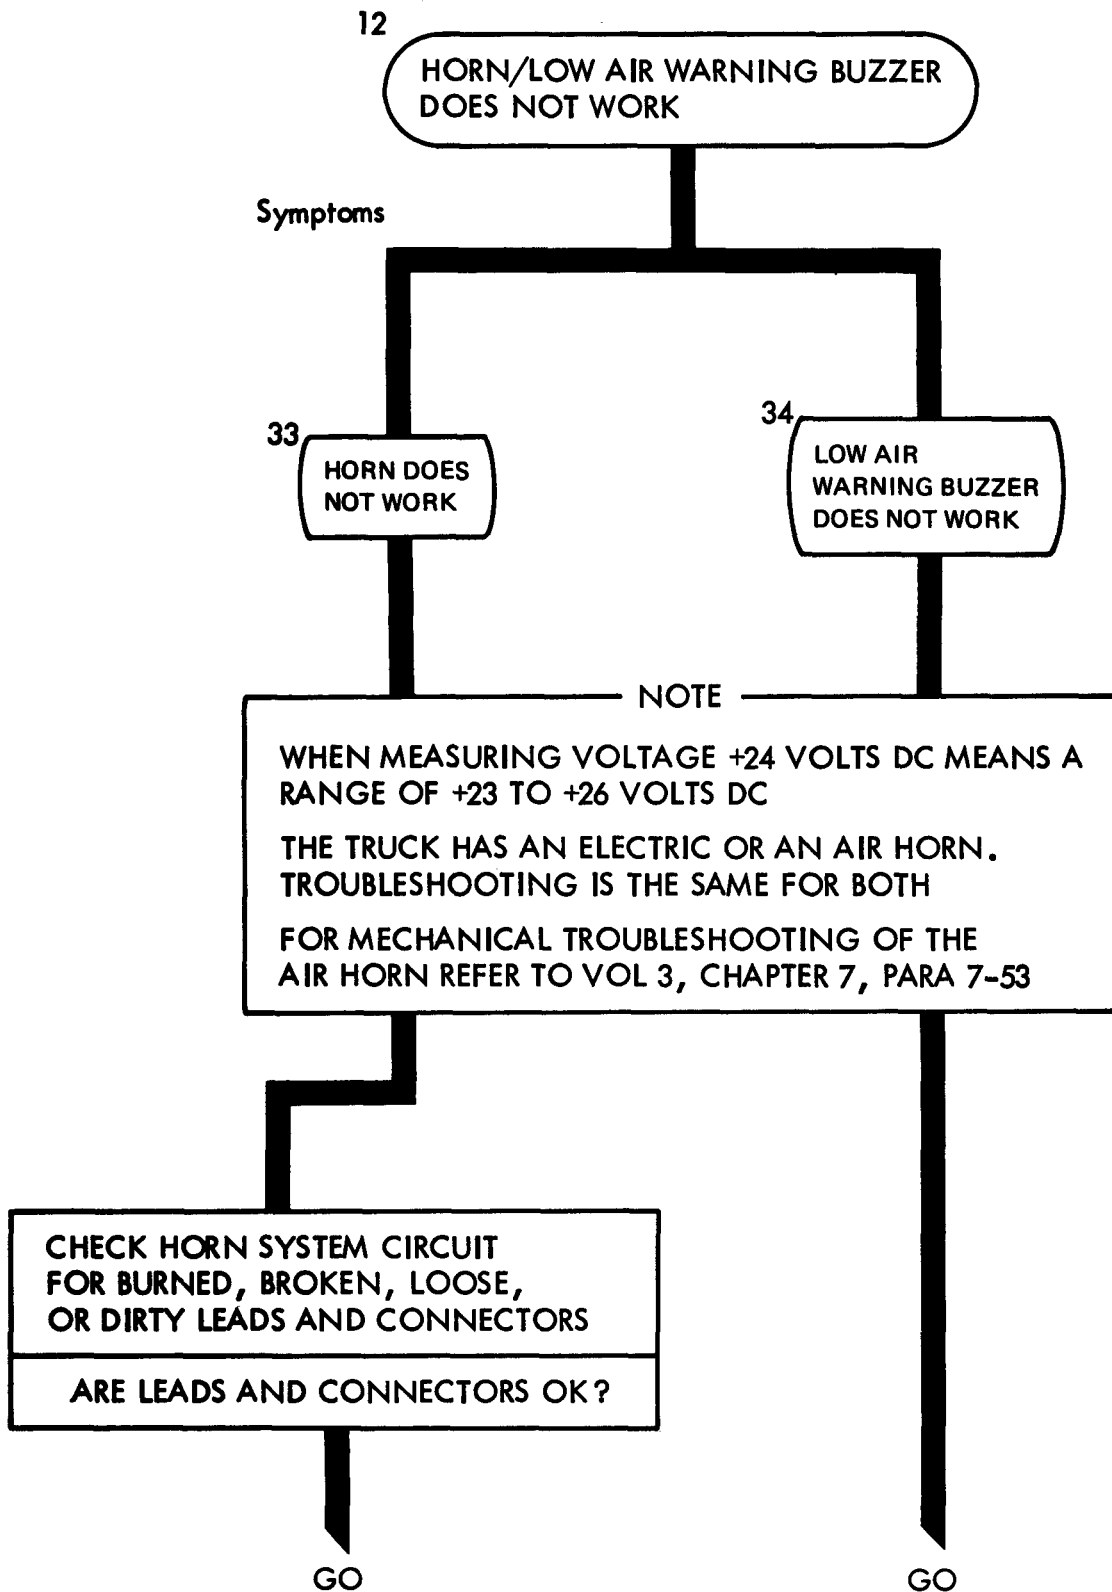 12
HORN/LOW AIR WARNING BUZZER
DOES NOT WORK
Symptoms
33
HORN DOES
NOT WORK
34
LOW AIR
WARNING BUZZER
DOES NOT WORK
NOTE
WHEN MEASURING VOLTAGE +24 VOLTS DC MEANS A
RANGE OF +23 TO +26 VOLTS DC
THE TRUCK HAS AN ELECTRIC OR AN AIR HORN.
TROUBLESHOOTING IS THE SAME FOR BOTH
FOR MECHANICAL TROUBLESHOOTING OF THE
AIR HORN REFER TO VOL 3, CHAPTER 7, PARA 7-53
CHECK HORN SYSTEM CIRCUIT
FOR BURNED, BROKEN, LOOSE,
OR DIRTY LEADS AND CONNECTORS
ARE LEADS AND CONNECTORS OK?
GO
GO